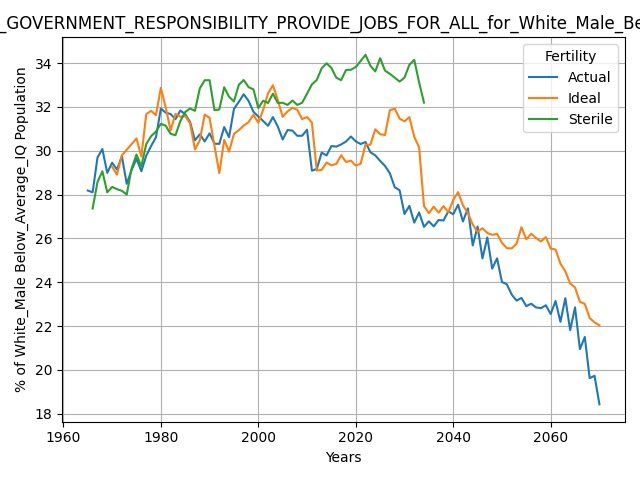 _GOVERNMENT_RESPONSIBILITY_PROVIDE_JOBS_FOR_ALL_for_White_Male_Be
Fertility
Actual
Ideal
Sterile
% of White_Male Below_Average_IQ Population
34
32
30
28
26
24
22
20
18
1960
1980
2000
2020
2040
2060
Years